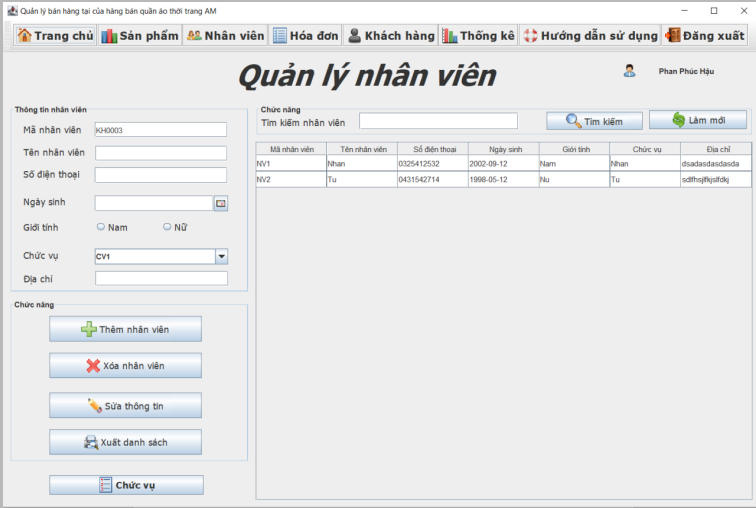 Quản lý bán hàng tại của hàng bán quần áo thời trang AM
Trang chủ Sản phẩm Nhân viên Hóa đơn Khách hàng Thống kê Hướng dẫn sử dụng Đăng xuất
Quản lý nhân viên
Phan Phúc Hậu
Thông tin nhân viên
Mã nhân viên KH0003
Tên nhân viên
Số điện thoại
Ngày sinh
Giới tính Nam Nữ
Chức vụ CV1
Địa chỉ
Chức năng
Thêm nhân viên
Xóa nhân viên
Sửa thông tin
Xuất danh sách
Chức vụ
Chức năng
Tìm kiếm nhân viên Tìm kiếm Làm mới
Mã nhân viên Tên nhân viên Số điện thoại Ngày sinh Giới tính Chức vụ Địa chỉ
NV1 Nhan 0325412532 2002-09-12 Nam Nhan dsadasdasdasda
NV2 Tu 0431542714 1998-05-12 Nu Tu